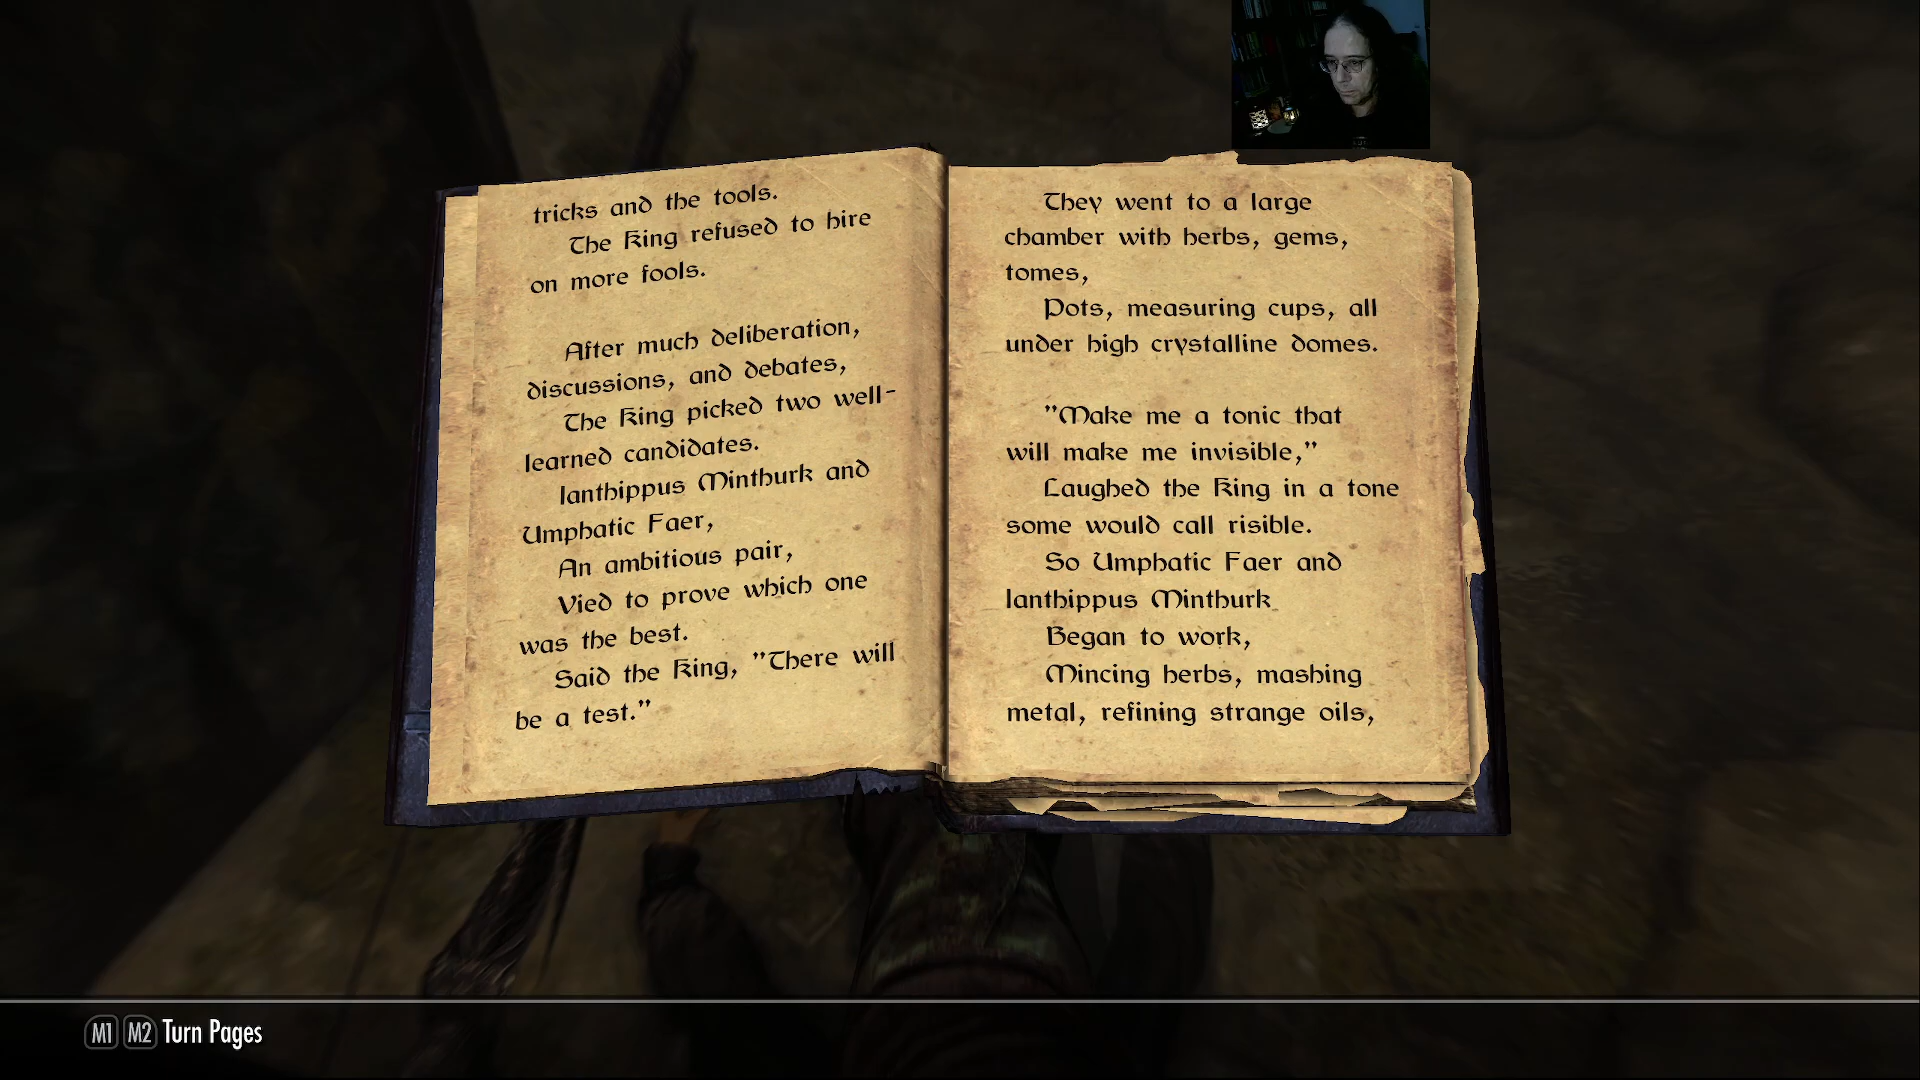 tricks and the tools.
The King refused to hire
on more fools.
After much deliberation,
discussions, and debates,
The King picked two well-
learned candidates.
Ianthippus Minthurk and
Umphatic Faer,
An ambitious pair,
Vied to prove which one
was the best.
Said the King, "There will
be a test."
They went to a large
chamber with herbs, gems,
tomes,
Pots, measuring cups, all
under high crystalline domes.
"Make me a tonic that
will make me invisible,"
Laughed the King in a tone
some would call risible.
So Umphatic Faer and
Ianthippus Minthurk
Began to work,
Mincing herbs, mashing
metal, refining strange oils,
M1 M2 Turn Pages